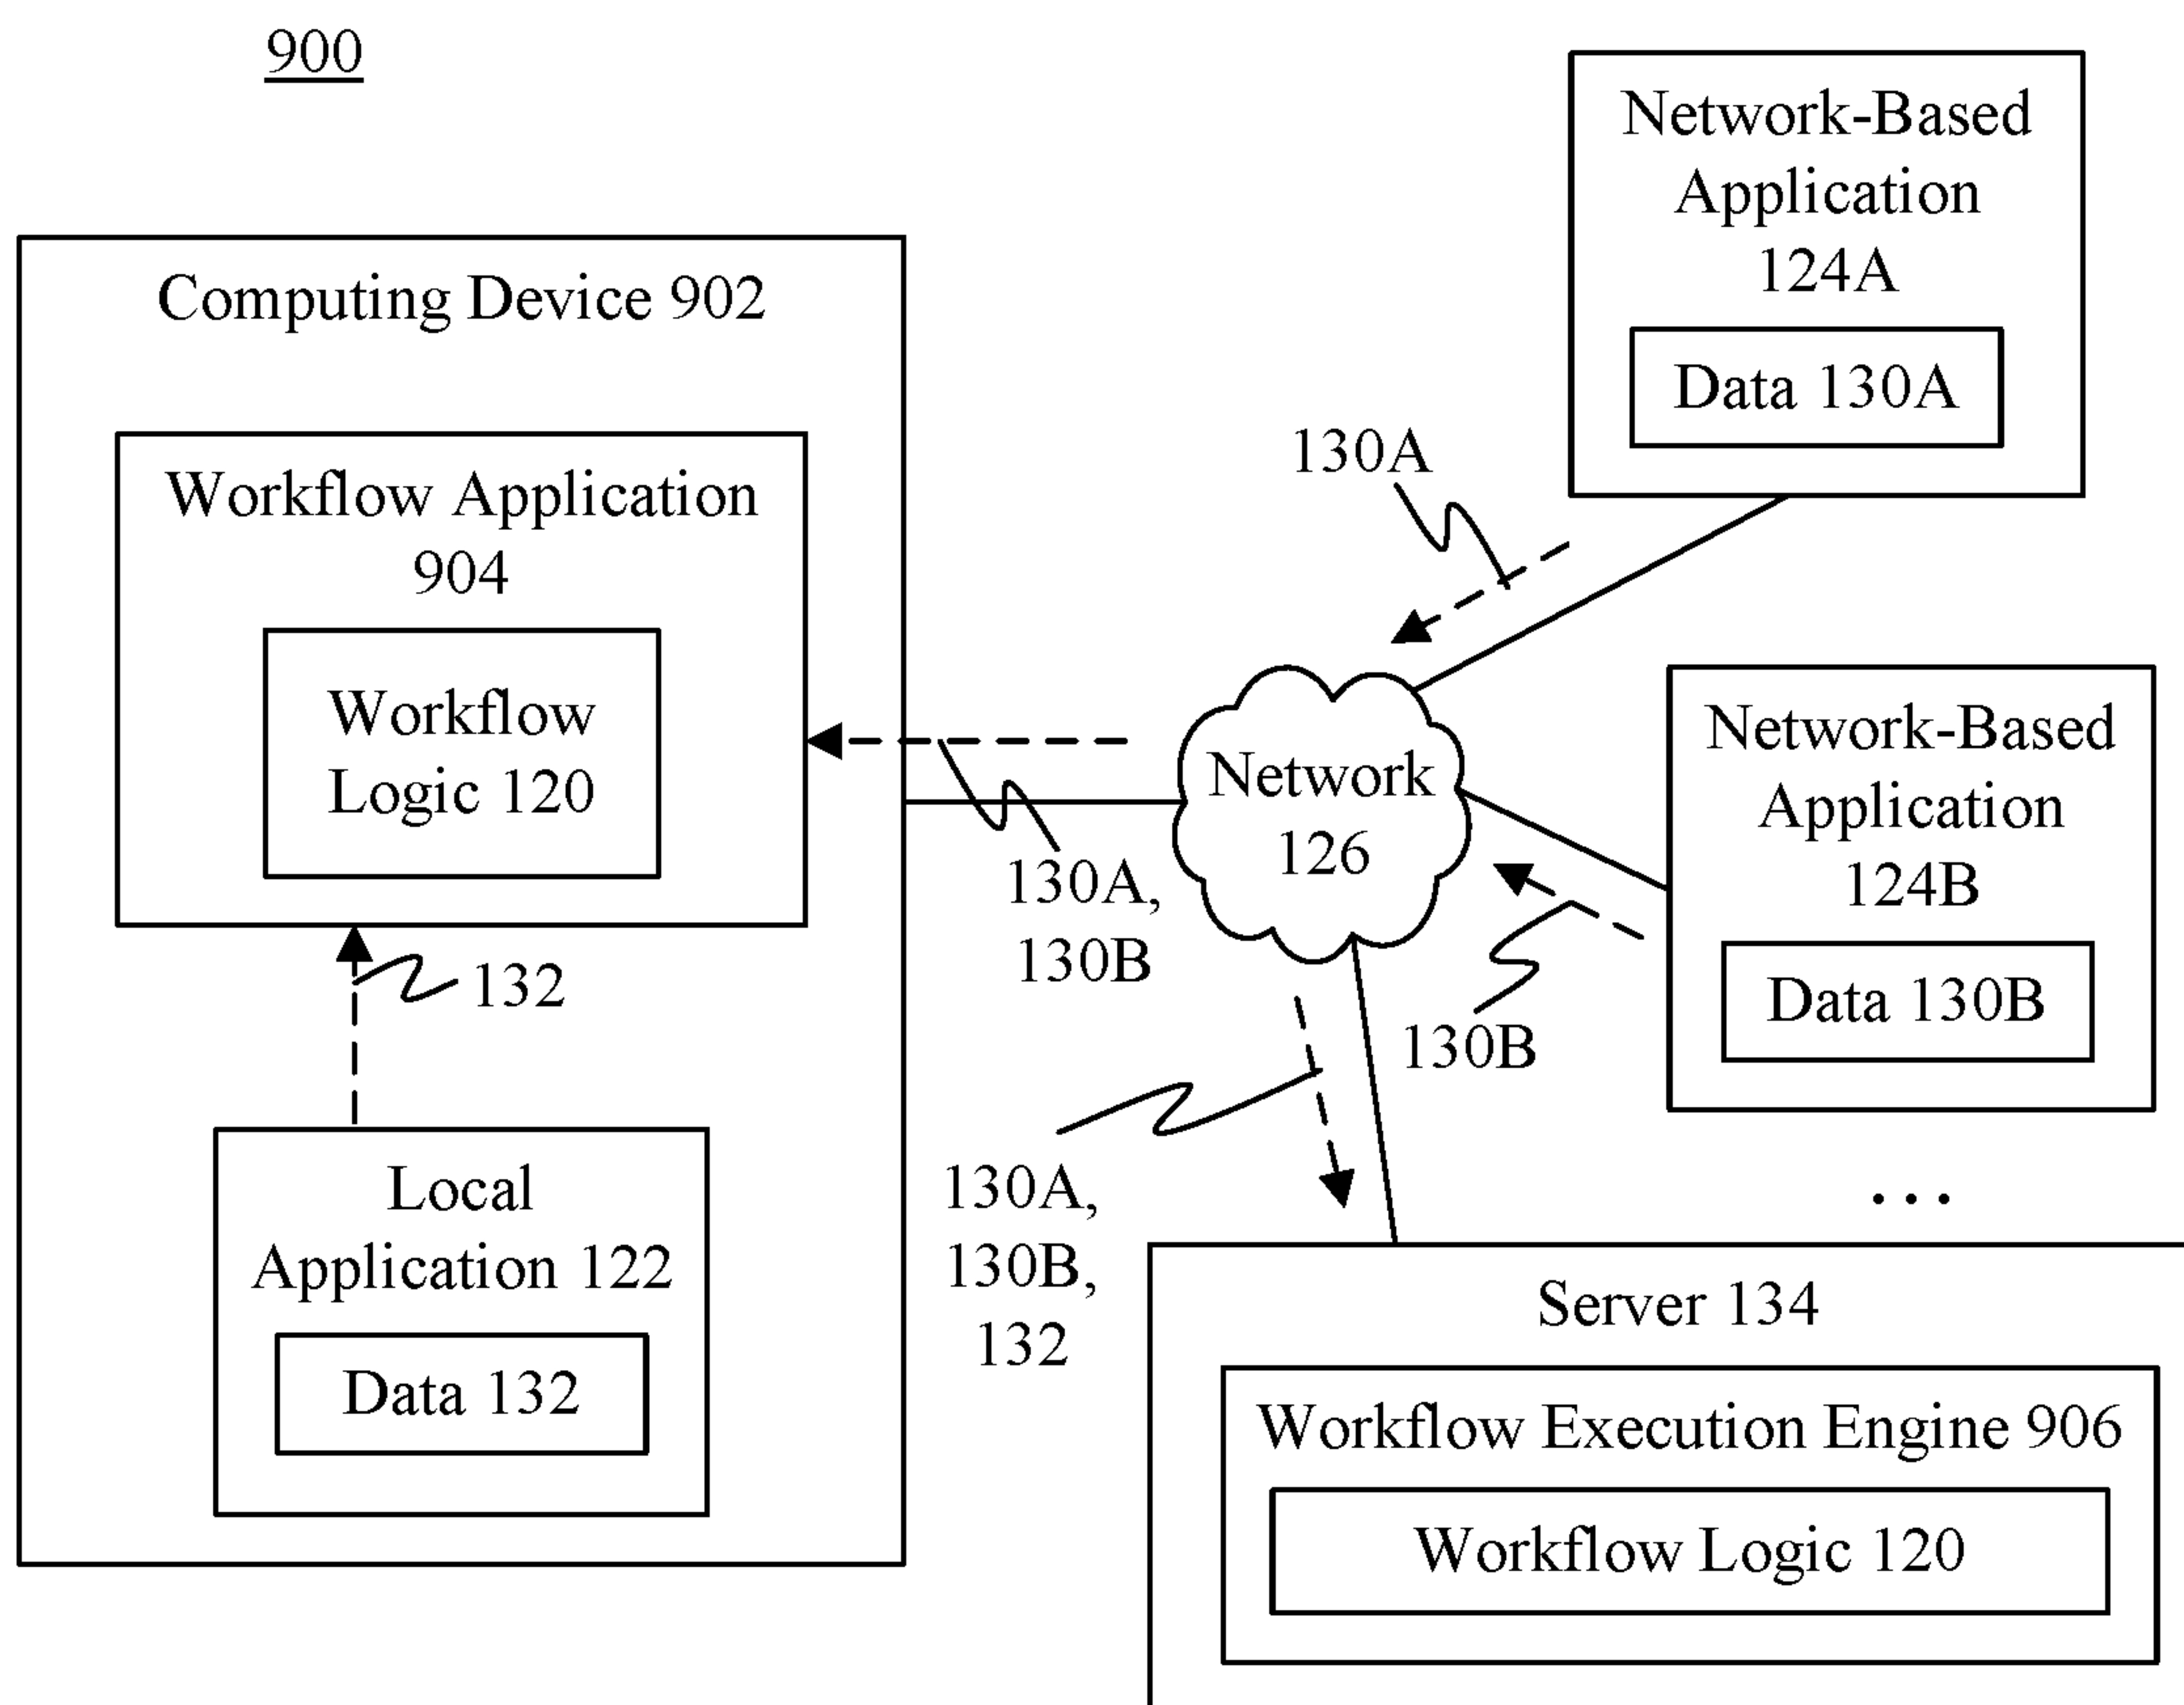 900
Computing Device 902
Workflow Application
904
Workflow
Logic 120
132
Local
Application 122
Data 132
Network-Based
Application
124A
Data 130A
130A
Network
126
130A,
130B
Network-Based
Application
124B
Data 130B
130B
130A,
130B,
132
...
Server 134
Workflow Execution Engine 906
Workflow Logic 120